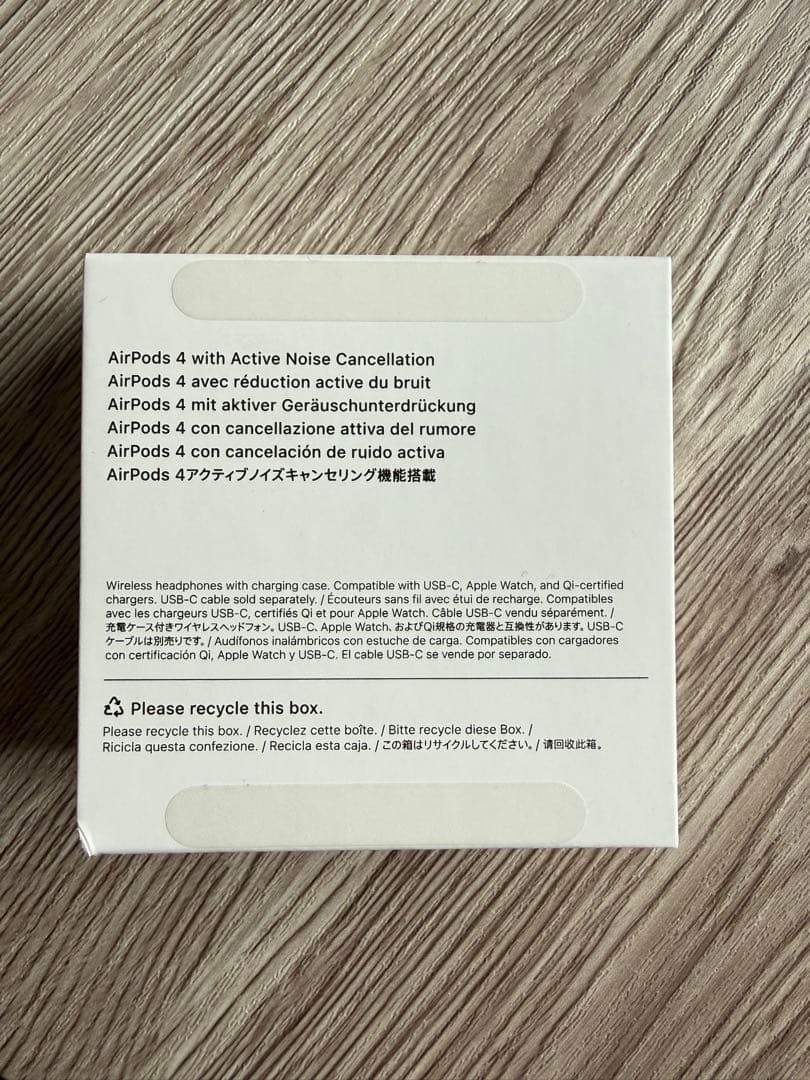 AirPods 4 with Active Noise Cancellation
AirPods 4 avec réduction active du bruit
AirPods 4 mit aktiver Geräuschunterdrückung
AirPods 4 con cancellazione attiva del rumore
AirPods 4 con cancelación de ruido activa
AirPods 4アクティブノイズキャンセリング機能搭載
Wireless headphones with charging case. Compatible with USB-C, Apple Watch, and Qi-certified
chargers. USB-C cable sold separately. / Écouteurs sans fil avec étui de recharge. Compatibles
avec les chargeurs USB-C, certifiés Qi et pour Apple Watch. Câble USB-C vendu séparément. /
充電ケース付きワイヤレスヘッドフォン。USB-C、Apple Watch、およびQi規格の充電器と互換性があります。USB-C
ケーブルは別売りです。/ Audífonos inalámbricos con estuche de carga. Compatibles con cargadores
con certificación Qi, Apple Watch y USB-C. El cable USB-C se vende por separado.
Please recycle this box.
Please recycle this box. / Recyclez cette boîte. / Bitte recycle diese Box. /
Ricicla questa confezione. / Recicla esta caja. / この箱はリサイクルしてください。/ 请回收此箱。